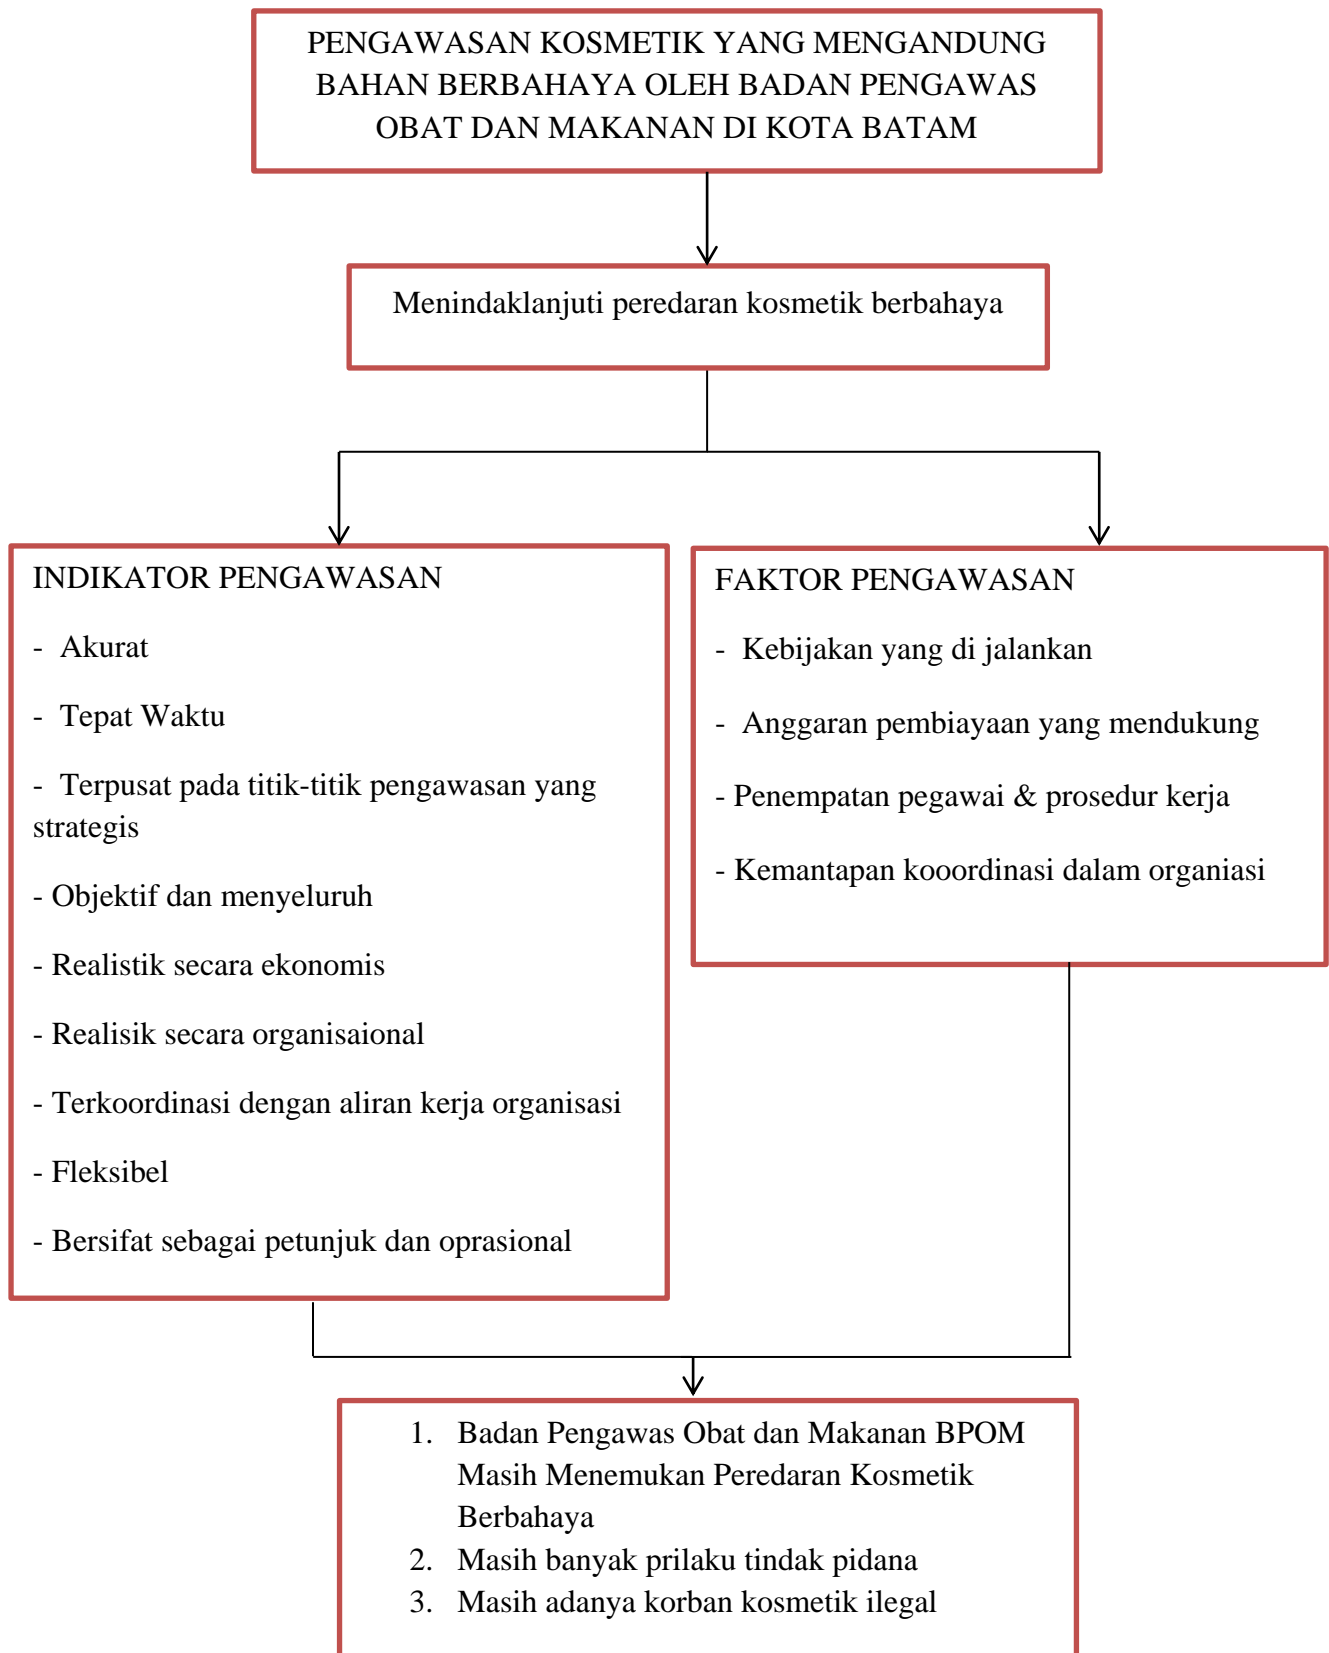 PENGAWASAN KOSMETIK YANG MENGANDUNG
BAHAN BERBAHAYA OLEH BADAN PENGAWAS
OBAT DAN MAKANAN DI KOTA BATAM
Menindaklanjuti peredaran kosmetik berbahaya
INDIKATOR PENGAWASAN
- Akurat
- Tepat Waktu
- Terpusat pada titik-titik pengawasan yang
strategis
- Objektif dan menyeluruh
- Realistik secara ekonomis
- Realisik secara organisaional
- Terkoordinasi dengan aliran kerja organisasi
- Fleksibel
- Bersifat sebagai petunjuk dan oprasional
FAKTOR PENGAWASAN
- Kebijakan yang di jalankan
- Anggaran pembiayaan yang mendukung
- Penempatan pegawai & prosedur kerja
- Kemantapan kooordinasi dalam organiasi
1. Badan Pengawas Obat dan Makanan BPOM
Masih Menemukan Peredaran Kosmetik
Berbahaya
2. Masih banyak prilaku tindak pidana
3. Masih adanya korban kosmetik ilegal